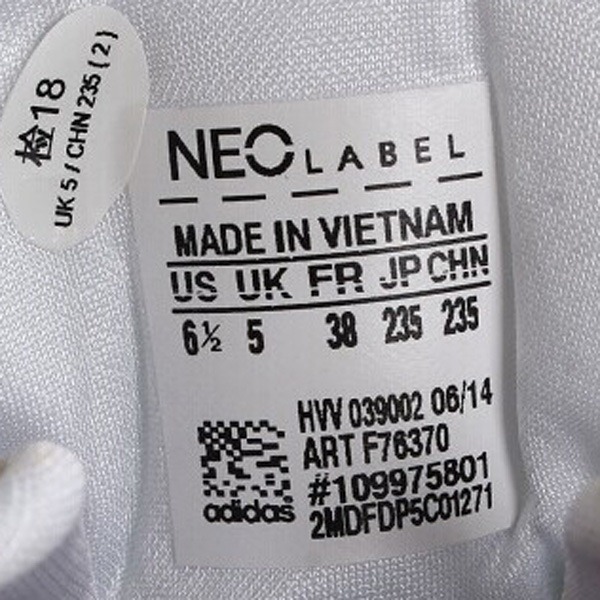 检18
UK 5 / CHN 235 (2)
NEO LABEL
MADE IN VIETNAM
US UK FR JP CHN
6½ 5 38 235 235
HVV 039002 06/14
ART F76370
#109975801
2MDFDP5C01271
adidas